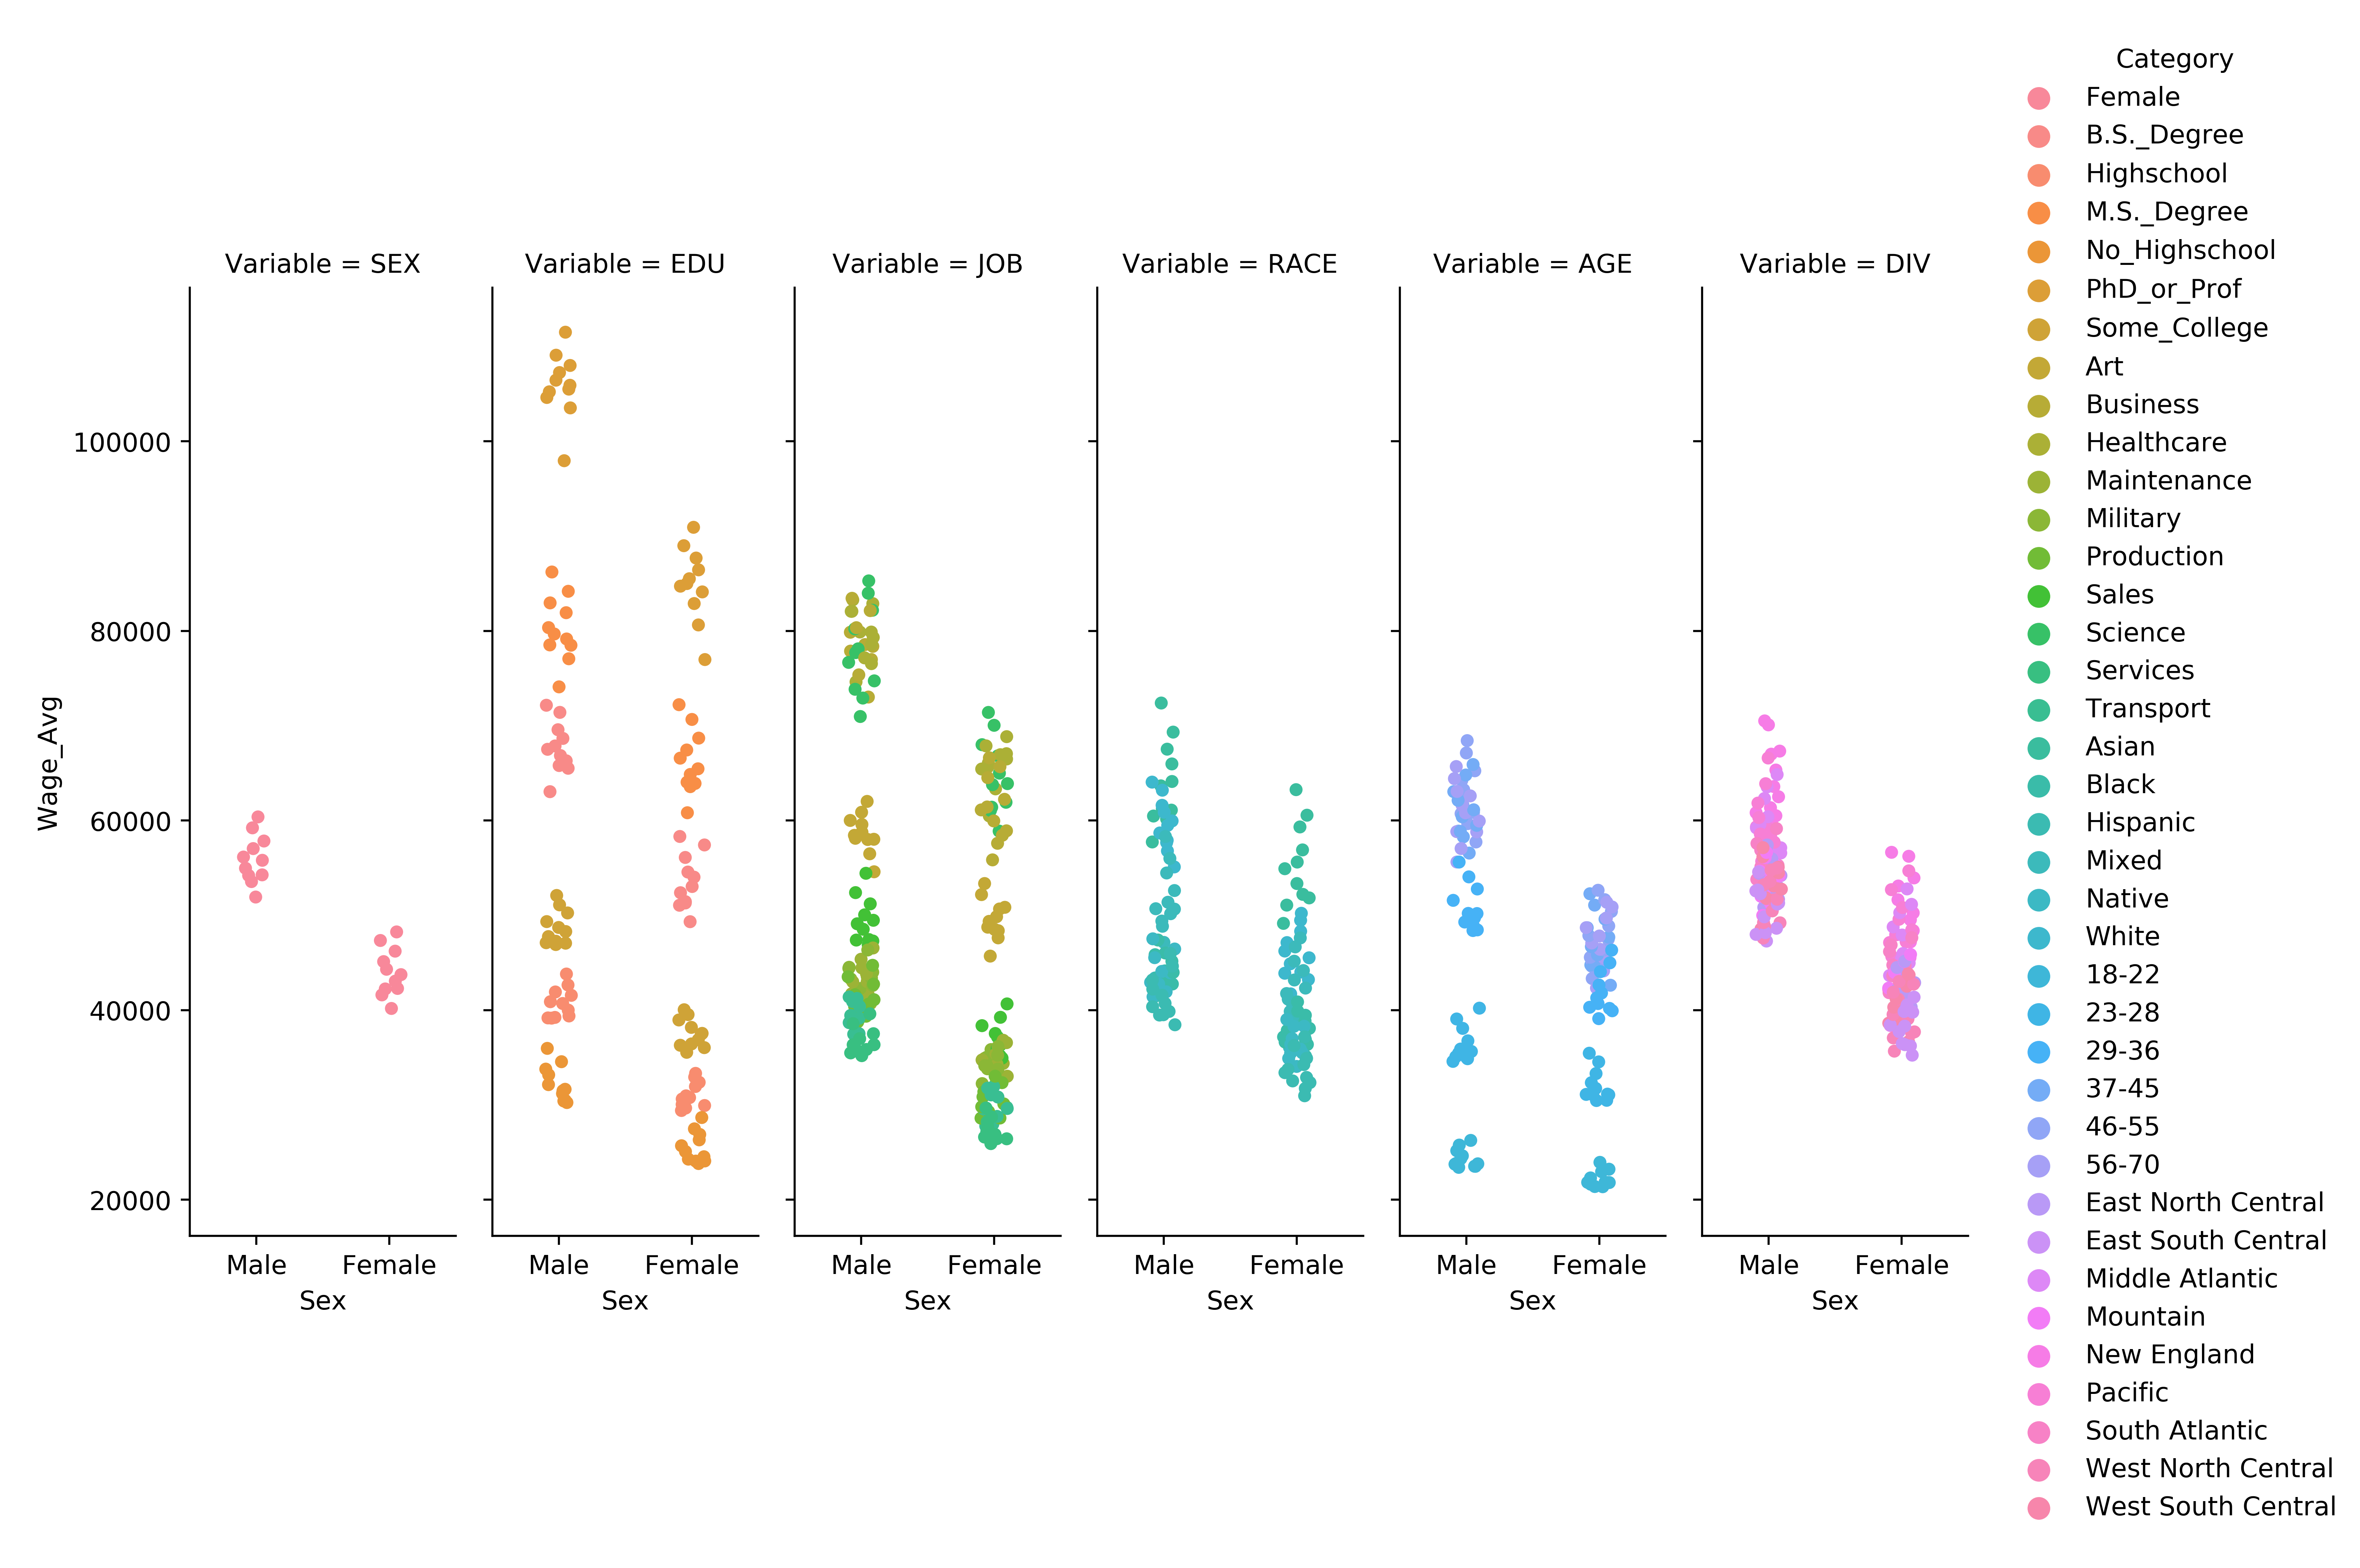 Category
Female
B.S._Degree
Highschool
M.S._Degree
No_Highschool
PhD_or_Prof
Some_College
Art
Business
Healthcare
Maintenance
Military
Production
Sales
Science
Services
Transport
Asian
Black
Hispanic
Mixed
Native
White
18-22
23-28
29-36
37-45
46-55
56-70
East North Central
East South Central
Middle Atlantic
Mountain
New England
Pacific
South Atlantic
West North Central
West South Central
Variable = SEX
Variable = EDU
Variable = JOB
Variable = RACE
Variable = AGE
Variable = DIV
Wage_Avg
100000
80000
60000
40000
20000
Male Female
Male Female
Male Female
Male Female
Male Female
Male Female
Sex
Sex
Sex
Sex
Sex
Sex